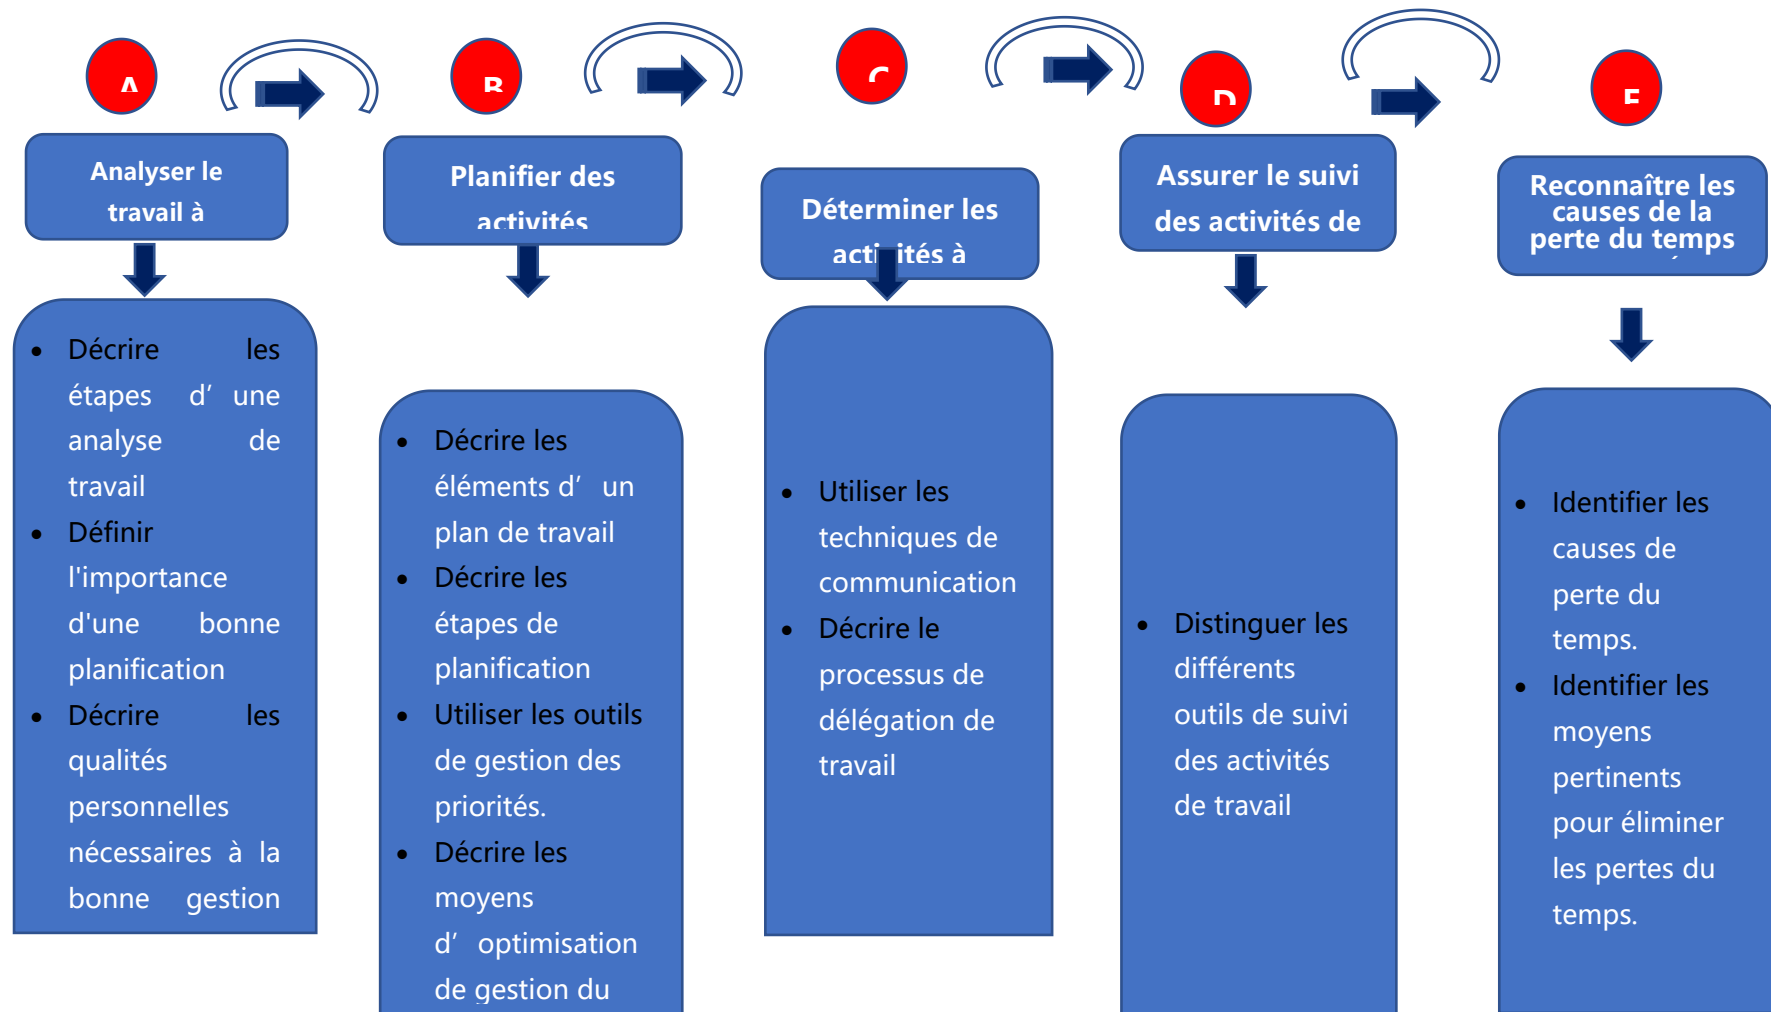 A
B
C
D
E
Analyser le
travail à
Planifier des
activités
Déterminer les
activités à
Assurer le suivi
des activités de
Reconnaître les
causes de la
perte du temps
• Décrire les
étapes d’ une
analyse de
travail
• Définir
l'importance
d'une bonne
planification
• Décrire les
qualités
personnelles
nécessaires à la
bonne gestion
• Décrire les
éléments d’ un
plan de travail
• Décrire les
étapes de
planification
• Utiliser les outils
de gestion des
priorités.
• Décrire les
moyens
d’ optimisation
de gestion du
• Utiliser les
techniques de
communication
• Décrire le
processus de
délégation de
travail
• Distinguer les
différents
outils de suivi
des activités
de travail
• Identifier les
causes de
perte du
temps.
• Identifier les
moyens
pertinents
pour éliminer
les pertes du
temps.